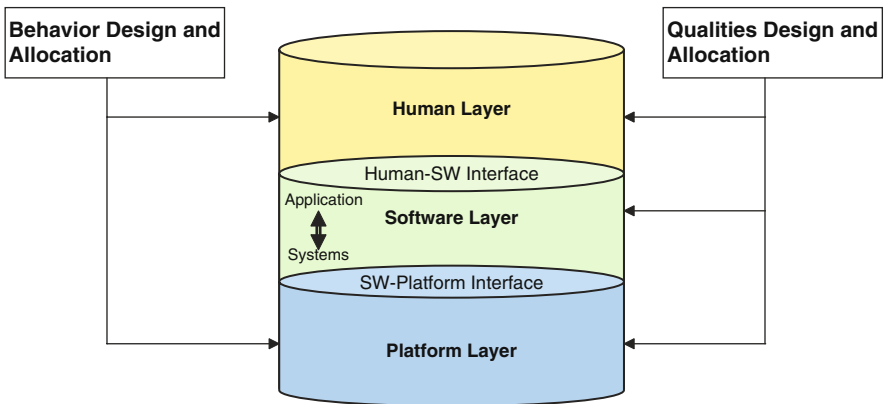 Behavior Design and
Allocation
Qualities Design and
Allocation
Human Layer
Human-SW Interface
Application
Software Layer
Systems
SW-Platform Interface
Platform Layer